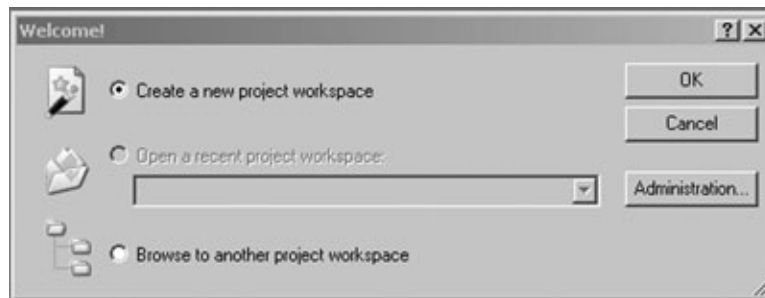 Welcome!
Create a new project workspace
OK
Cancel
Open a recent project workspace:
Administration...
Browse to another project workspace